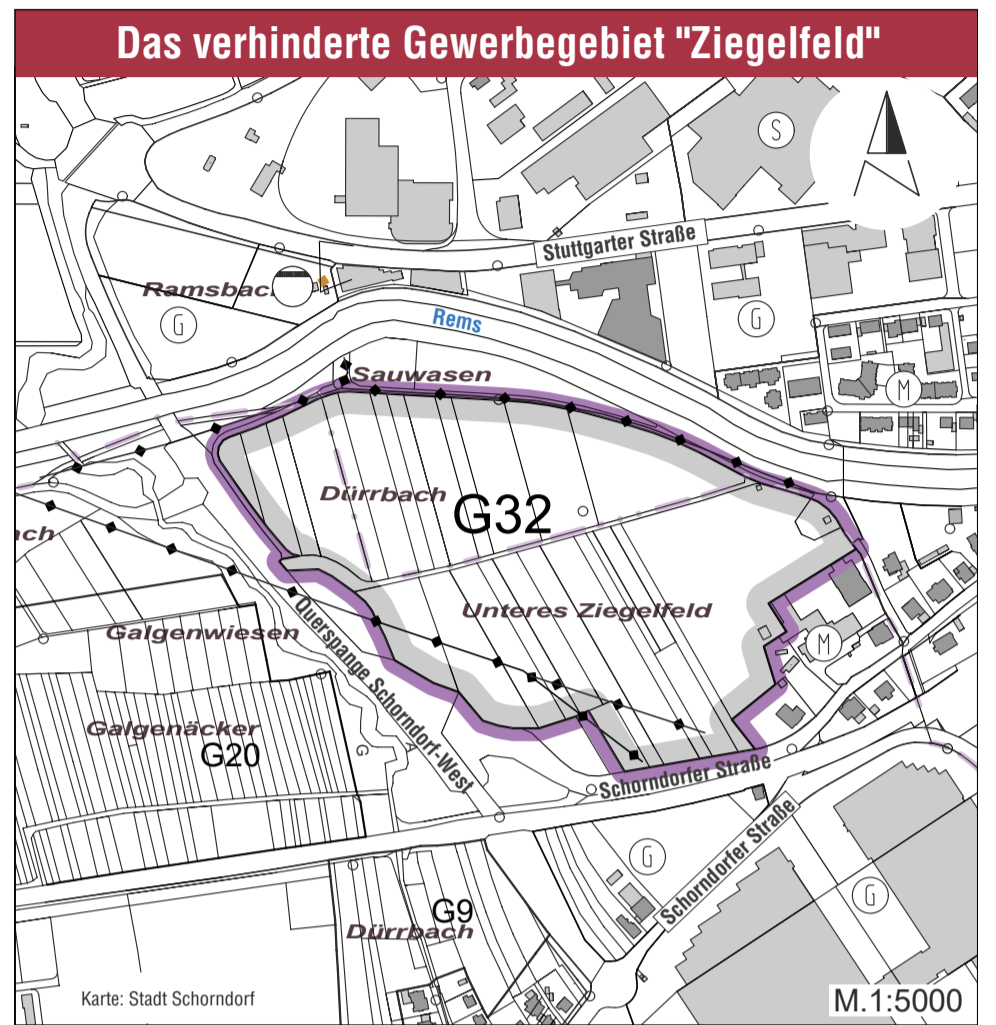 Das verhinderte Gewerbegebiet "Ziegelfeld"
S
Stuttgarter Straße
Ramsbach
G
Rems
G
Sauwasen
M
Dürrbach
G32
ach
Unteres Ziegelfeld
Galgenwiesen
Querspange Schorndorf-West
M
Galgenäcker
G20
G
Schorndorfer Straße
Schorndorfer Straße
G
G
G9
Dürrbach
Karte: Stadt Schorndorf
M.1:5000